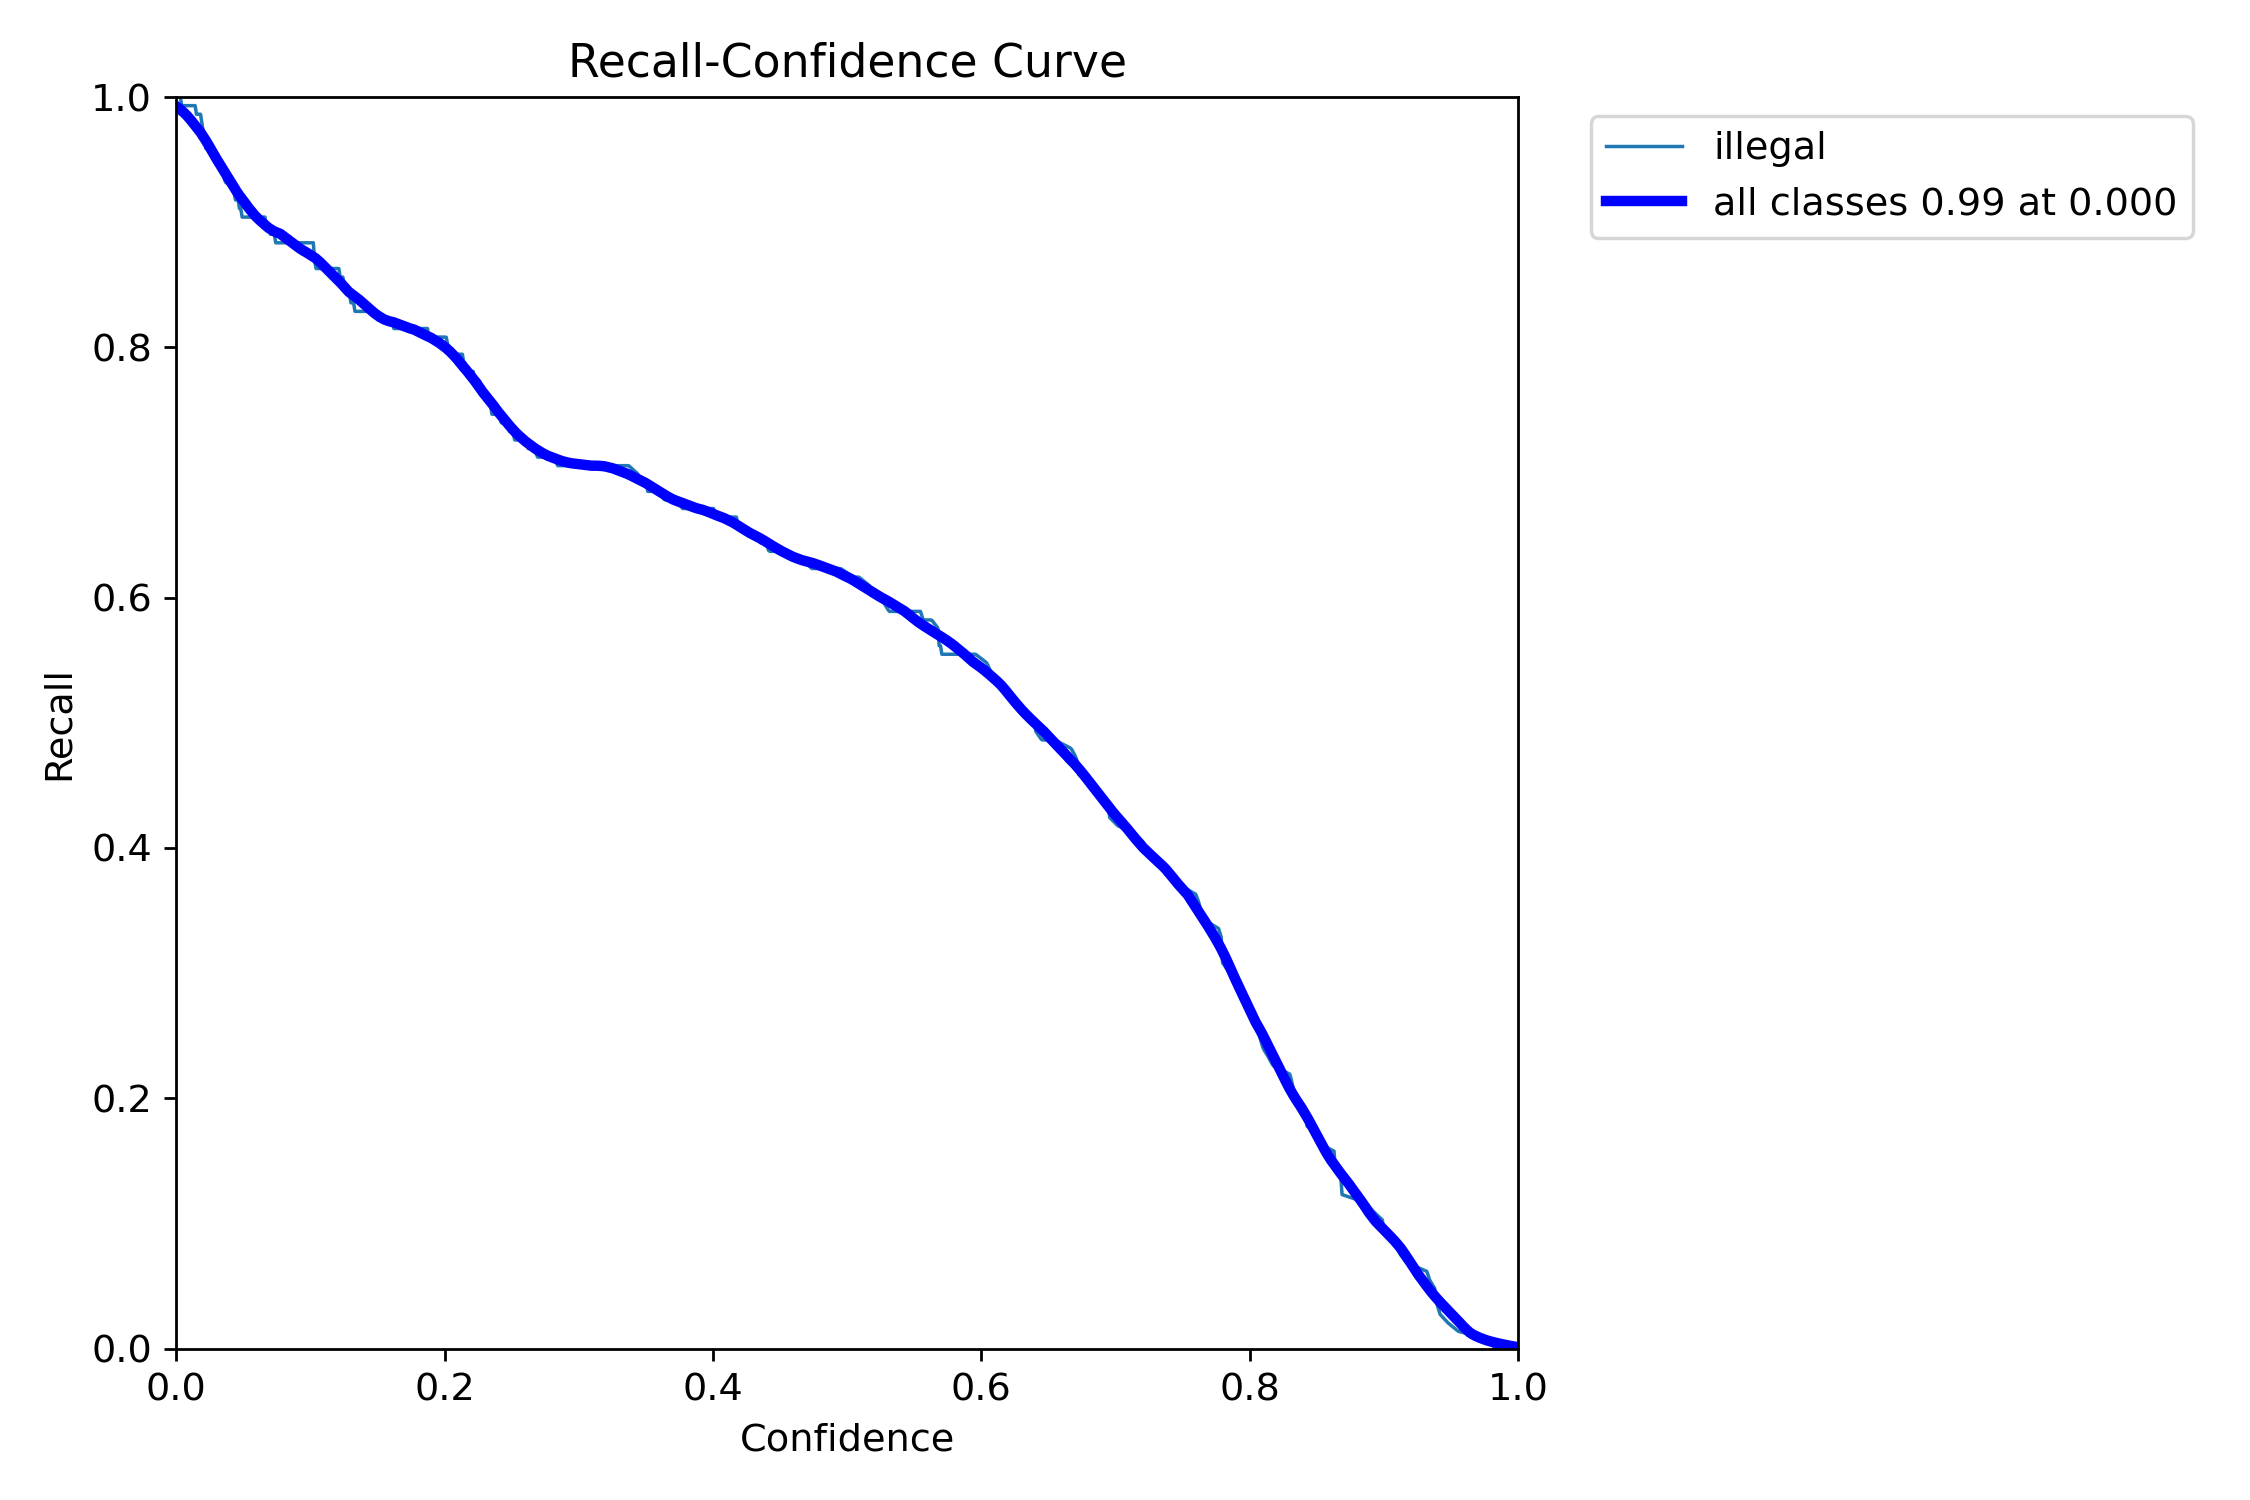 Recall-Confidence Curve
illegal
all classes 0.99 at 0.000
1.0
0.8
0.6
0.4
0.2
0.0
Recall
0.0 0.2 0.4 0.6 0.8 1.0
Confidence